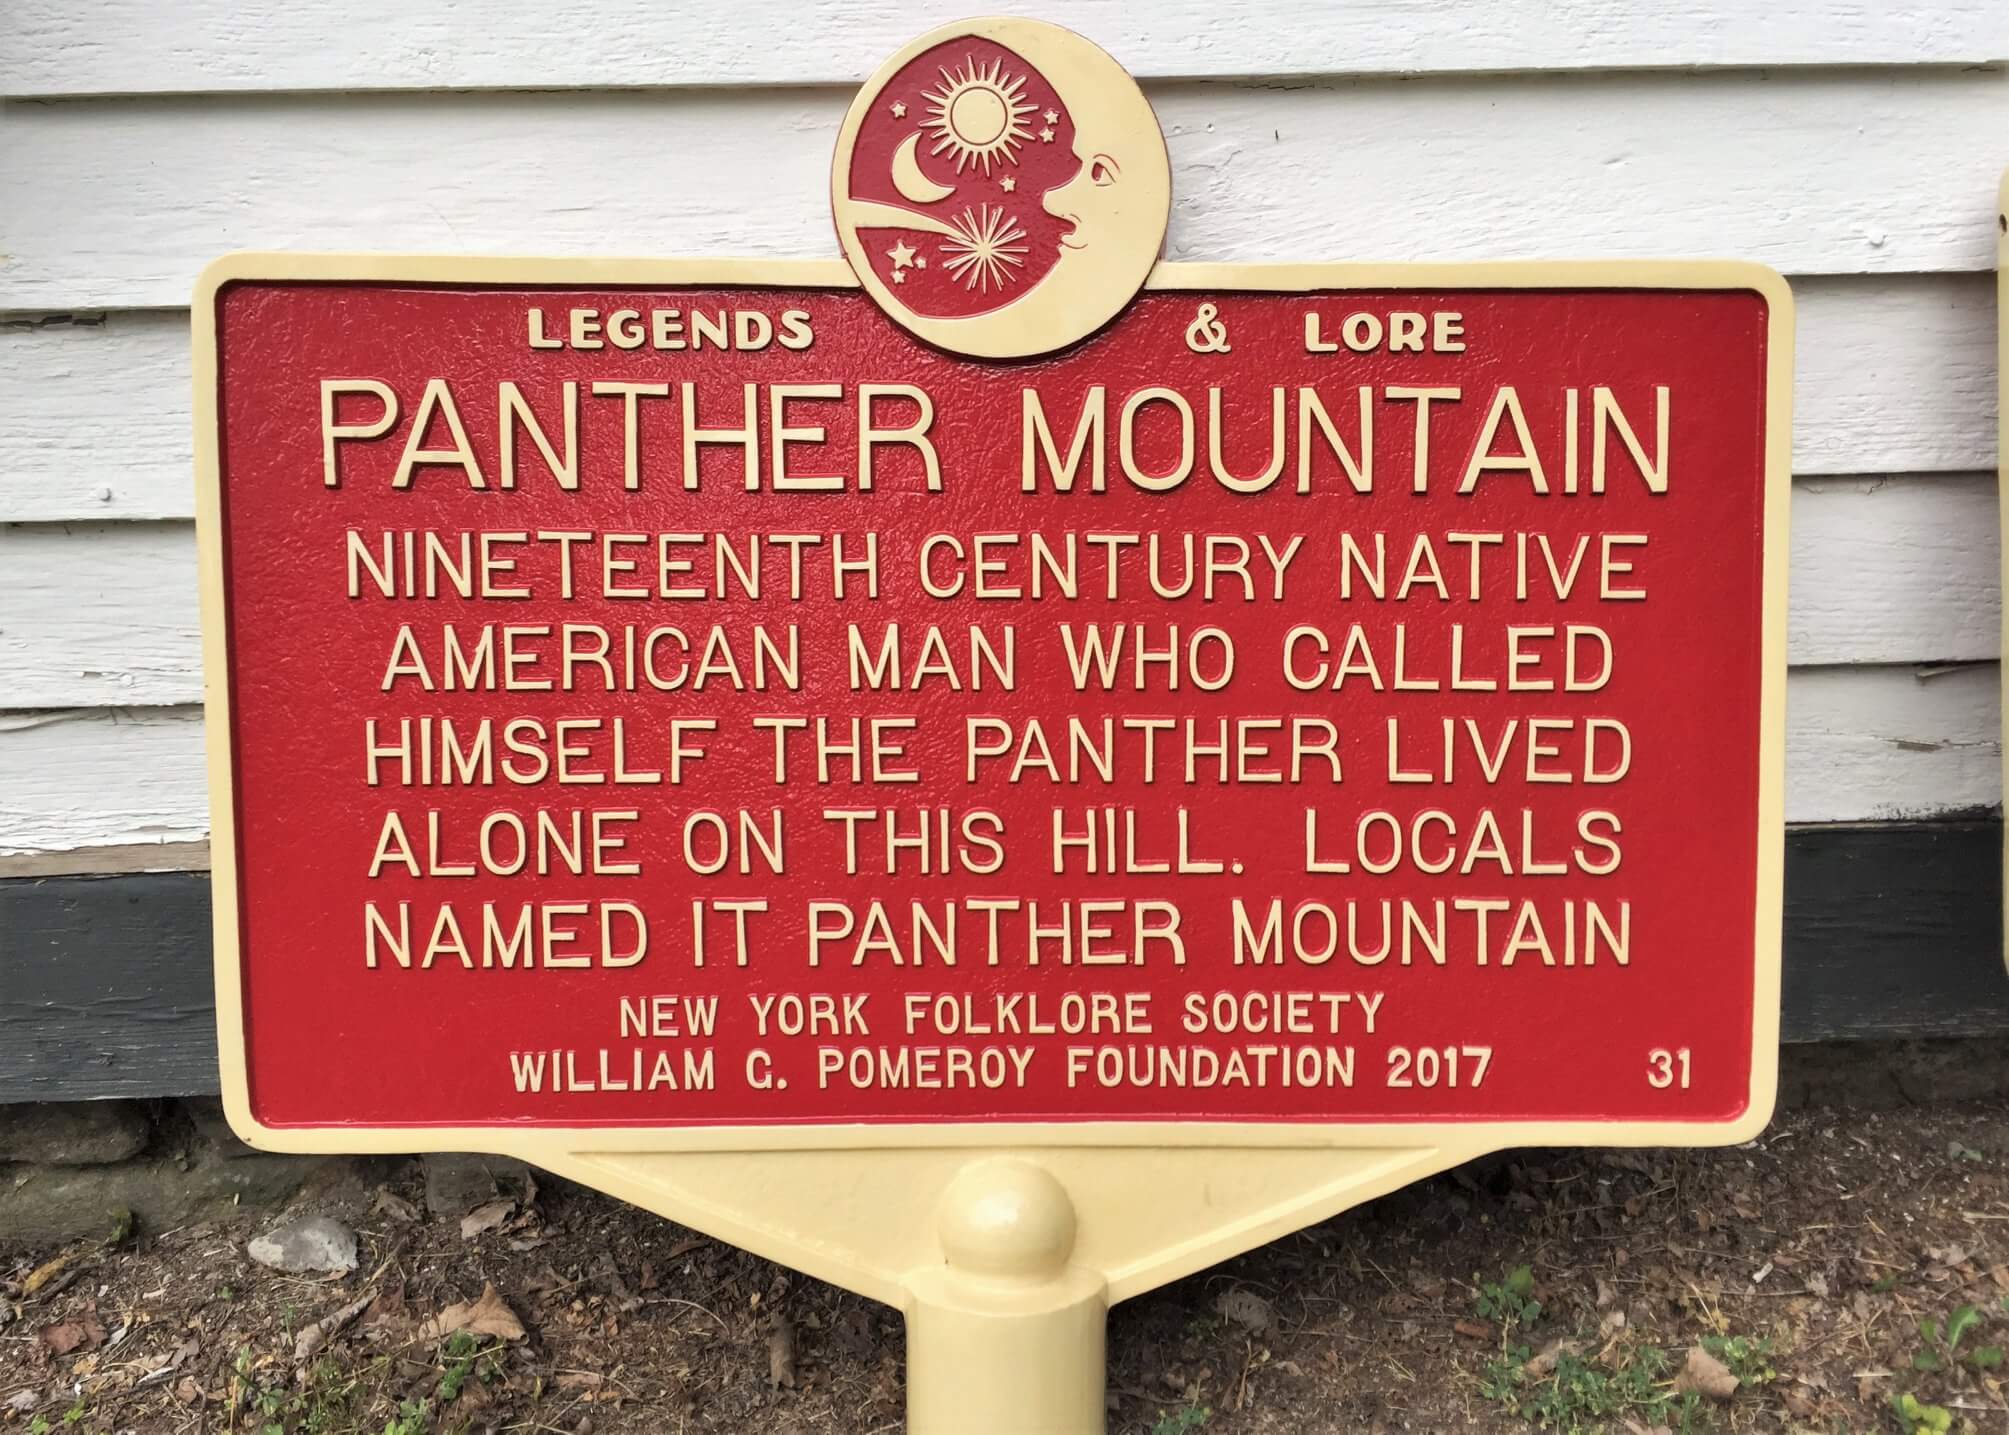 LEGENDS & LORE
PANTHER MOUNTAIN
NINETEENTH CENTURY NATIVE
AMERICAN MAN WHO CALLED
HIMSELF THE PANTHER LIVED
ALONE ON THIS HILL. LOCALS
NAMED IT PANTHER MOUNTAIN
NEW YORK FOLKLORE SOCIETY
WILLIAM G. POMEROY FOUNDATION 2017 31